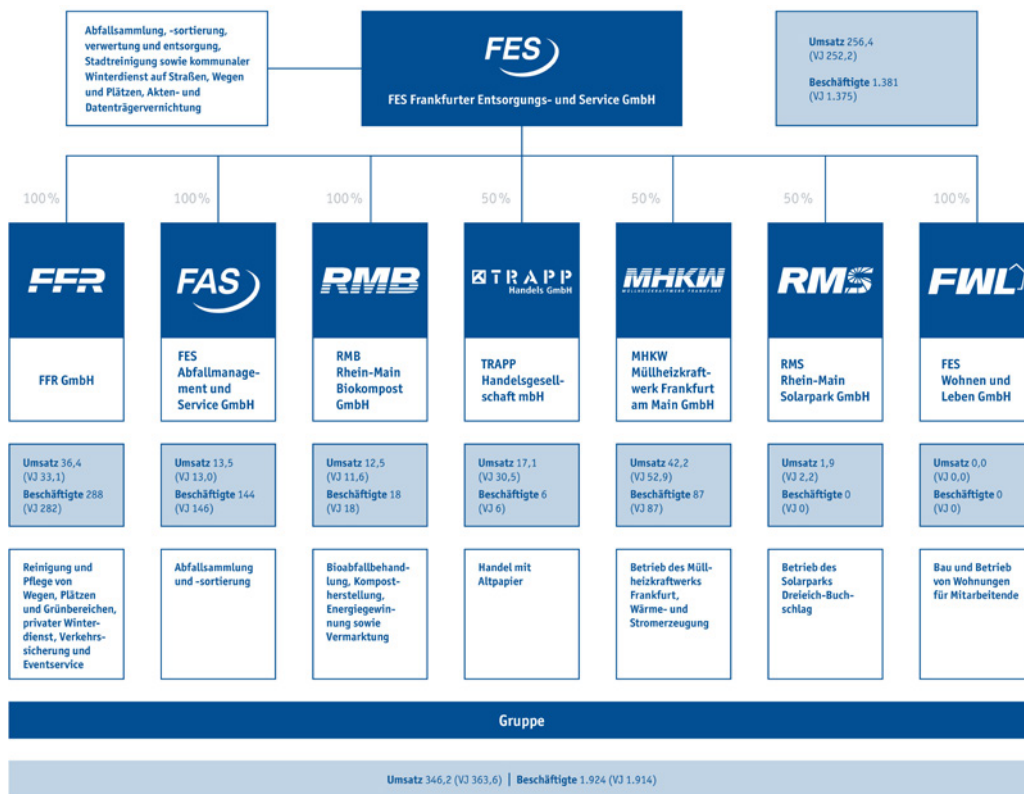 Abfallsammlung, -sortierung,
verwertung und entsorgung,
Stadtreinigung sowie kommunaler
Winterdienst auf Straßen, Wegen
und Plätzen, Akten- und
Datenträgervernichtung
FES
FES Frankfurter Entsorgungs- und Service GmbH
Umsatz 256,4
(VJ 252,2)
Beschäftigte 1.381
(VJ 1.375)
100%
100%
100%
50%
50%
50%
100%
FFR
FAS
RMB
TRAPP
Handels GmbH
MHKW
MÜLLHEIZKRAFTWERK FRANKFURT
RMS
FWL
FFR GmbH
FES
Abfallmanage-
ment und
Service GmbH
RMB
Rhein-Main
Biokompost
GmbH
TRAPP
Handelsgesell-
schaft mbH
MHKW
Müllheizkraft-
werk Frankfurt
am Main GmbH
RMS
Rhein-Main
Solarpark GmbH
FES
Wohnen und
Leben GmbH
Umsatz 36,4
(VJ 33,1)
Beschäftigte 288
(VJ 282)
Umsatz 13,5
(VJ 13,0)
Beschäftigte 144
(VJ 146)
Umsatz 12,5
(VJ 11,6)
Beschäftigte 18
(VJ 18)
Umsatz 17,1
(VJ 30,5)
Beschäftigte 6
(VJ 6)
Umsatz 42,2
(VJ 52,9)
Beschäftigte 87
(VJ 87)
Umsatz 1,9
(VJ 2,2)
Beschäftigte 0
(VJ 0)
Umsatz 0,0
(VJ 0,0)
Beschäftigte 0
(VJ 0)
Reinigung und
Pflege von
Wegen, Plätzen
und Grünbereichen,
privater Winter-
dienst, Verkehrs-
sicherung und
Eventservice
Abfallsammlung
und -sortierung
Bioabfallbehand-
lung, Kompost-
herstellung,
Energiegewin-
nung sowie
Vermarktung
Handel mit
Altpapier
Betrieb des Müll-
heizkraftwerks
Frankfurt,
Wärme- und
Stromerzeugung
Betrieb des
Solarparks
Dreieich-Buch-
schlag
Bau und Betrieb
von Wohnungen
für Mitarbeitende
Gruppe
Umsatz 346,2 (VJ 363,6) | Beschäftigte 1.924 (VJ 1.914)